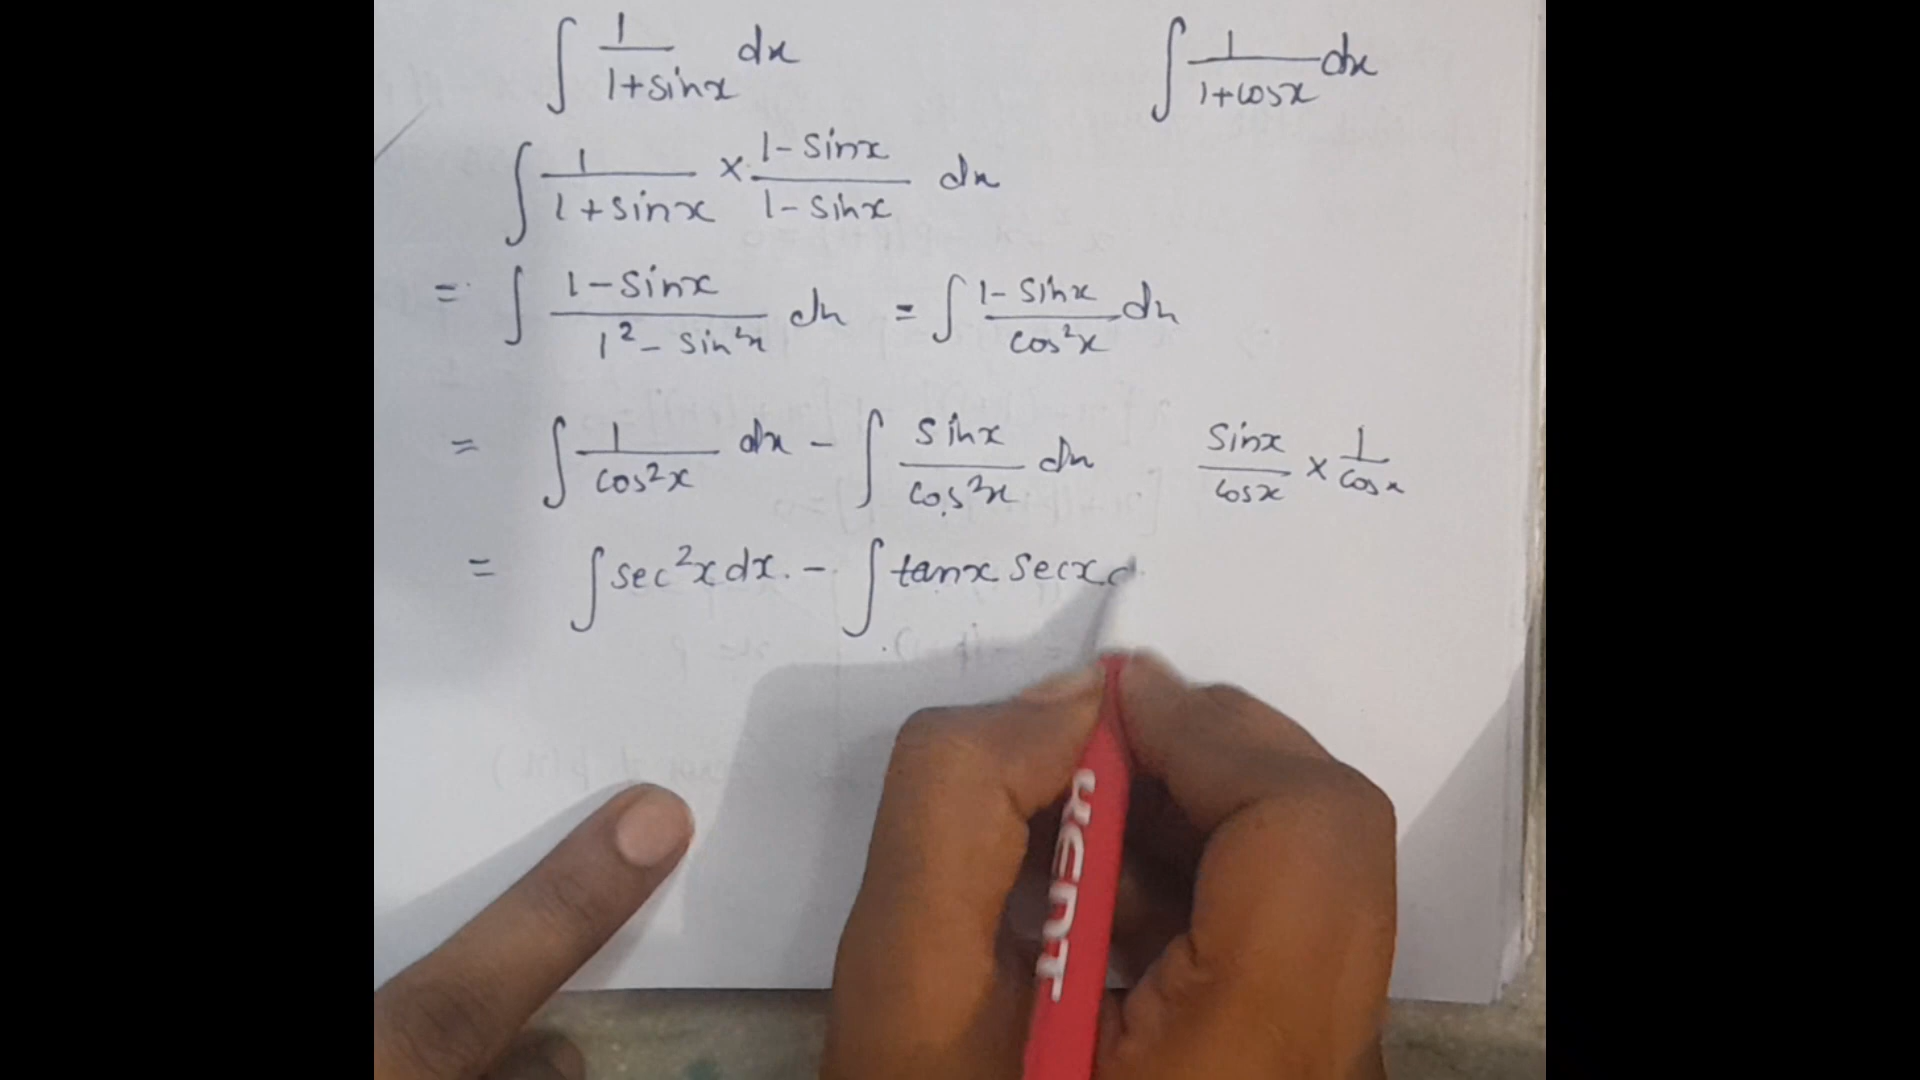 ∫ 1/(1+sinx) dx    ∫ 1/(1+cosx) dx
∫ 1/(1+sinx) × (1-sinx)/(1-sinx) dx
= ∫ (1-sinx)/(1²-sin²x) dx = ∫ (1-sinx)/cos²x dx
= ∫ 1/cos²x dx - ∫ sinx/cos²x dx    sinx/cosx × 1/cosx
= ∫ sec²x dx - ∫ tanx secx d
KENT